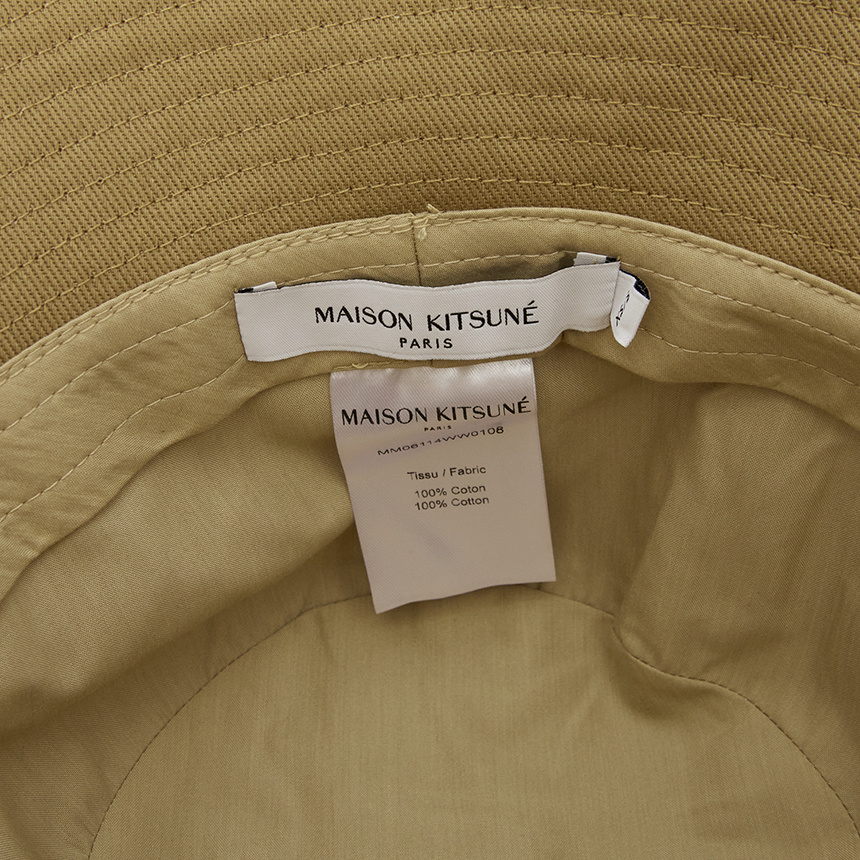 MAISON KITSUNÉ
PARIS
MAISON KITSUNÉ
PARIS
MM06114WW0108
Tissu / Fabric
100% Coton
100% Cotton